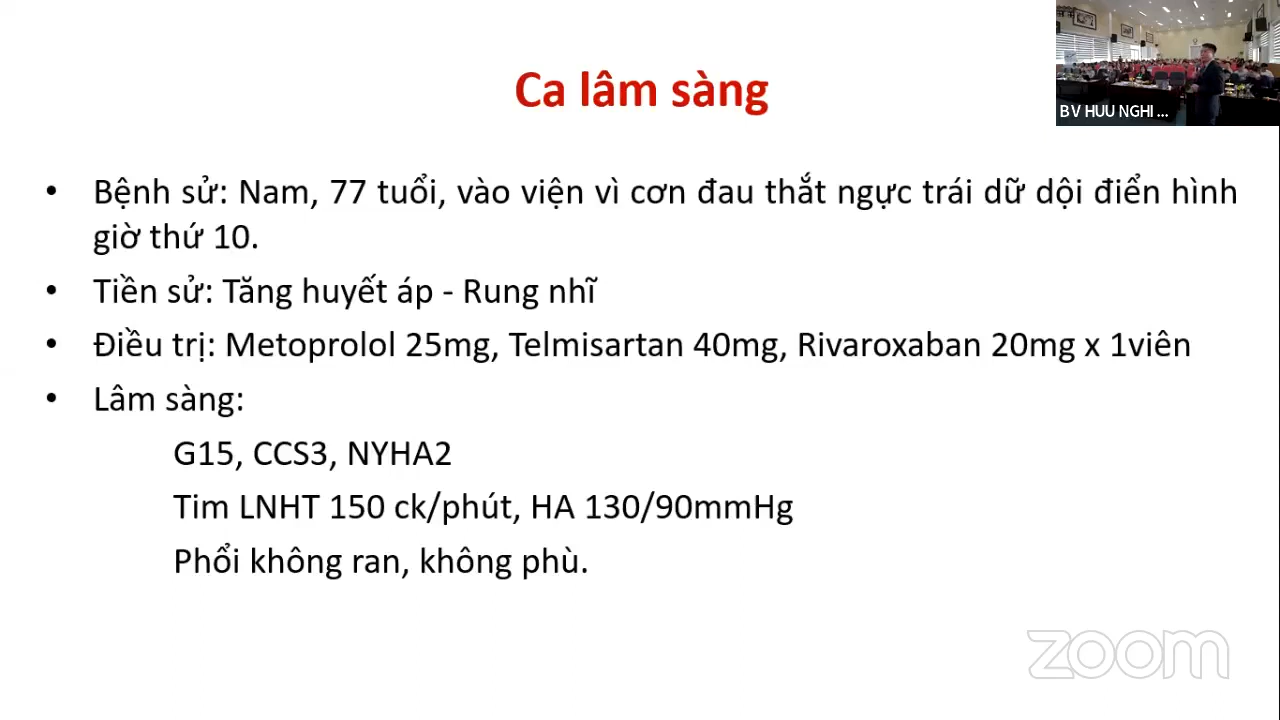 Ca lâm sàng
BV HUU NGHI ...
• Bệnh sử: Nam, 77 tuổi, vào viện vì cơn đau thắt ngực trái dữ dội điển hình
giờ thứ 10.
• Tiền sử: Tăng huyết áp - Rung nhĩ
• Điều trị: Metoprolol 25mg, Telmisartan 40mg, Rivaroxaban 20mg x 1viên
• Lâm sàng:
G15, CCS3, NYHA2
Tim LNHT 150 ck/phút, HA 130/90mmHg
Phổi không ran, không phù.
zoom